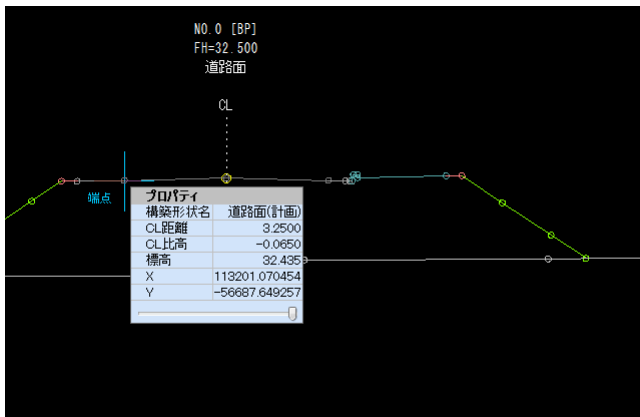 NO.0 [BP]
FH=32.500
道路面
CL
端点
プロパティ
構築形状名 道路面(計画)
CL距離 3.2500
CL比高 -0.0650
標高 32.435
X 113201.070454
Y -56687.649257